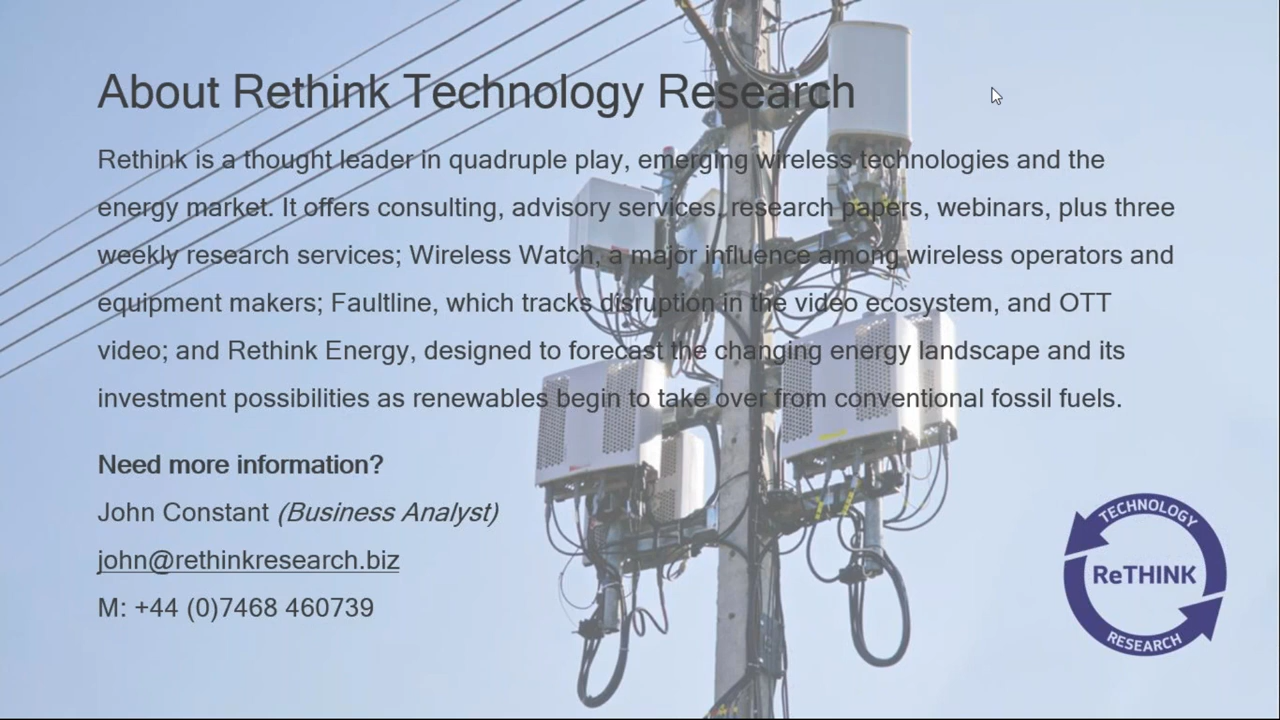 About Rethink Technology Research
Rethink is a thought leader in quadruple play, emerging wireless technologies and the
energy market. It offers consulting, advisory services, research papers, webinars, plus three
weekly research services; Wireless Watch, a major influence among wireless operators and
equipment makers; Faultline, which tracks disruption in the video ecosystem, and OTT
video; and Rethink Energy, designed to forecast the changing energy landscape and its
investment possibilities as renewables begin to take over from conventional fossil fuels.
Need more information?
John Constant (Business Analyst)
john@rethinkresearch.biz
M: +44 (0)7468 460739
TECHNOLOGY
ReTHINK
RESEARCH